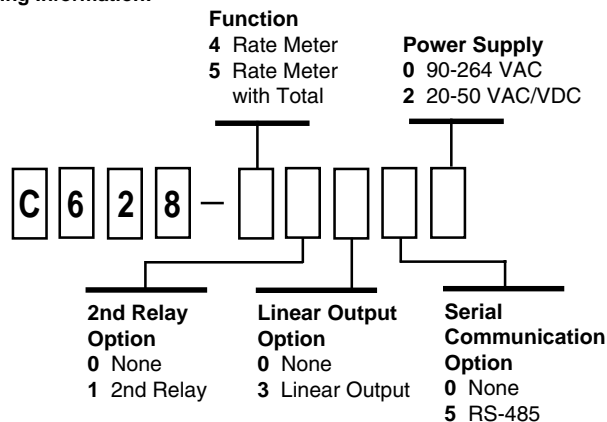 Function
4 Rate Meter
5 Rate Meter
with Total
Power Supply
0 90-264 VAC
2 20-50 VAC/VDC
C 6 2 8 –
2nd Relay
Option
0 None
1 2nd Relay
Linear Output
Option
0 None
3 Linear Output
Serial
Communication
Option
0 None
5 RS-485